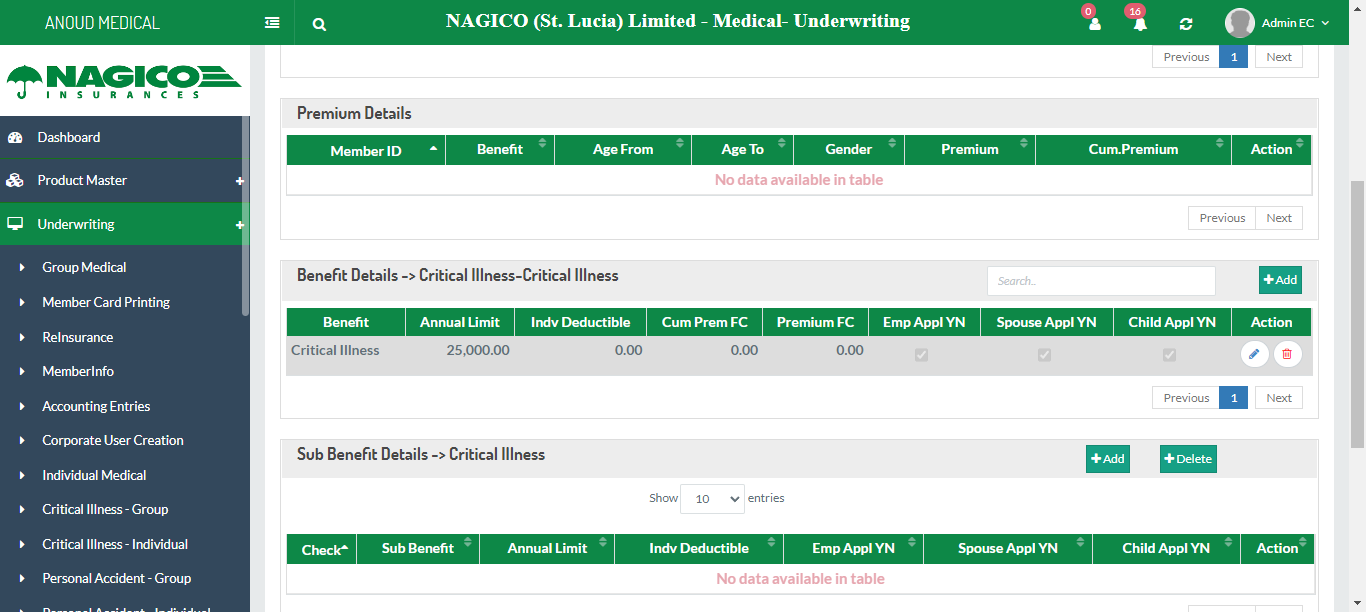 ANOUD MEDICAL
NAGICO (St. Lucia) Limited - Medical- Underwriting
0
16
Admin EC
NAGICO
INSURANCES
Dashboard
Product Master
Underwriting
Group Medical
Member Card Printing
ReInsurance
MemberInfo
Accounting Entries
Corporate User Creation
Individual Medical
Critical Illness - Group
Critical Illness - Individual
Personal Accident - Group
Personal Accident - Individual
Previous 1 Next
Premium Details
Member ID Benefit Age From Age To Gender Premium Cum.Premium Action
No data available in table
Previous Next
Benefit Details -> Critical Illness-Critical Illness
Search..
+Add
Benefit Annual Limit Indv Deductible Cum Prem FC Premium FC Emp Appl YN Spouse Appl YN Child Appl YN Action
Critical Illness 25,000.00 0.00 0.00 0.00
Previous 1 Next
Sub Benefit Details -> Critical Illness
+Add +Delete
Show 10 entries
Check Sub Benefit Annual Limit Indv Deductible Emp Appl YN Spouse Appl YN Child Appl YN Action
No data available in table